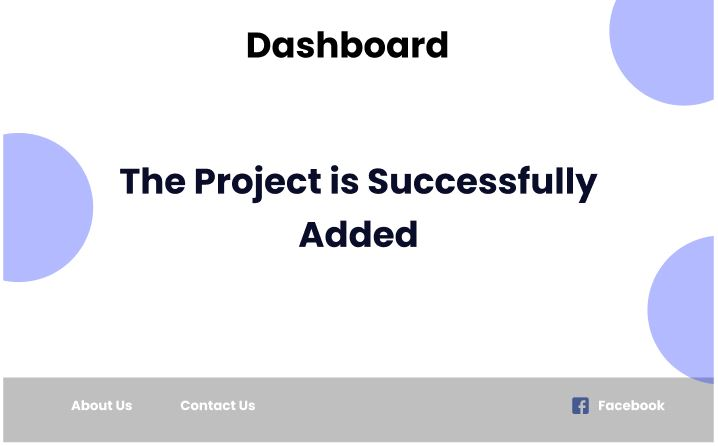 Dashboard
The Project is Successfully
Added
About Us Contact Us Facebook